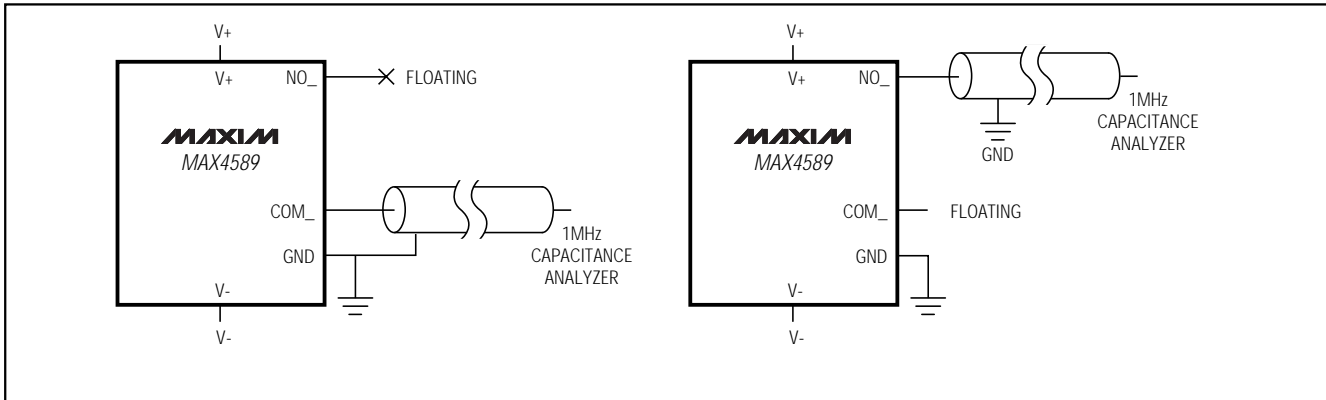 V+
V+
NO_
FLOATING
MAXIM
MAX4589
COM_
GND
1MHz
CAPACITANCE
ANALYZER
V-
V-
V+
V+
NO_
1MHz
CAPACITANCE
ANALYZER
GND
MAXIM
MAX4589
COM_
FLOATING
GND
V-
V-